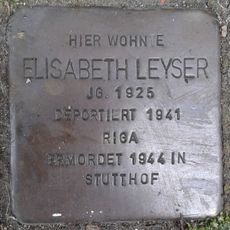 HIER WOHNTE
ELISABETH LEYSER
JG. 1925
DEPORTIERT 1941
RIGA
ERMORDET 1944 IN
STUTTHOF